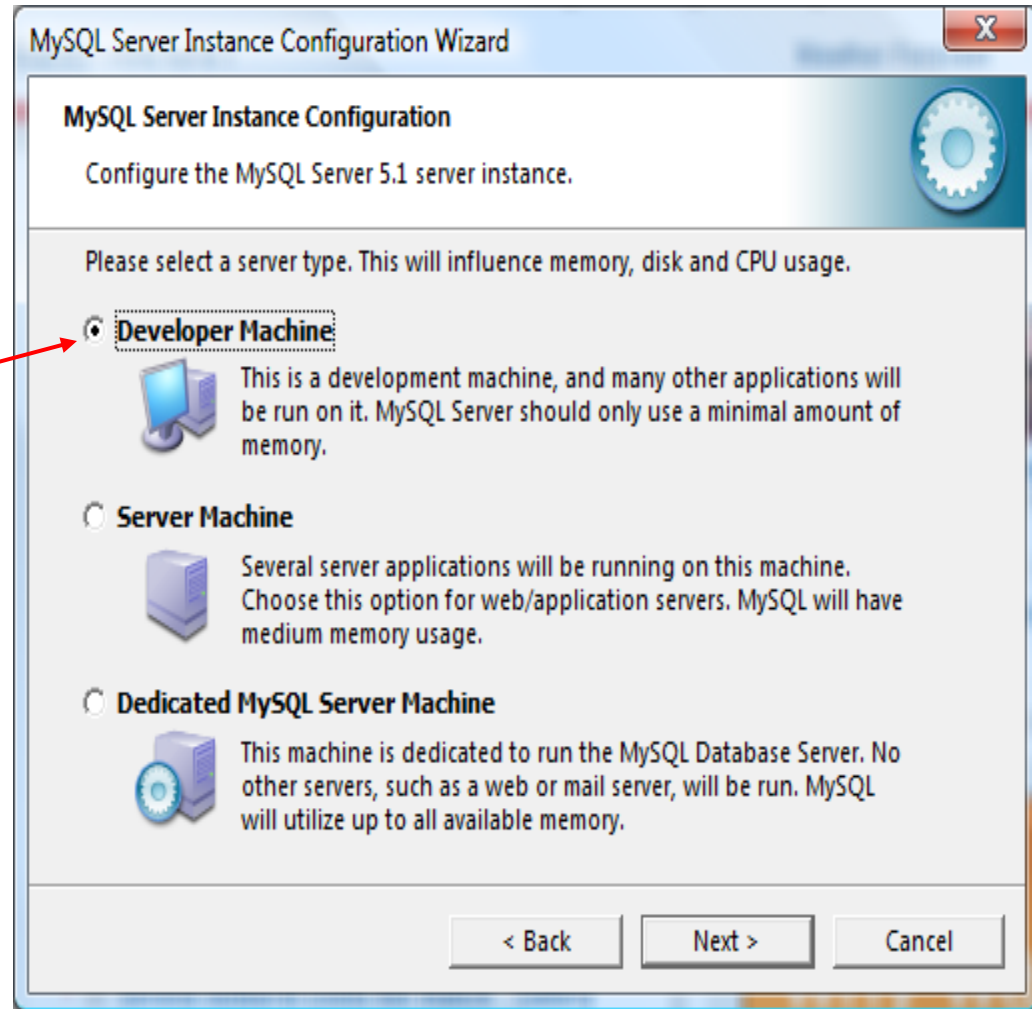 MySQL Server Instance Configuration Wizard
MySQL Server Instance Configuration
Configure the MySQL Server 5.1 server instance.
Please select a server type. This will influence memory, disk and CPU usage.
Developer Machine
This is a development machine, and many other applications will
be run on it. MySQL Server should only use a minimal amount of
memory.
Server Machine
Several server applications will be running on this machine.
Choose this option for web/application servers. MySQL will have
medium memory usage.
Dedicated MySQL Server Machine
This machine is dedicated to run the MySQL Database Server. No
other servers, such as a web or mail server, will be run. MySQL
will utilize up to all available memory.
< Back Next > Cancel